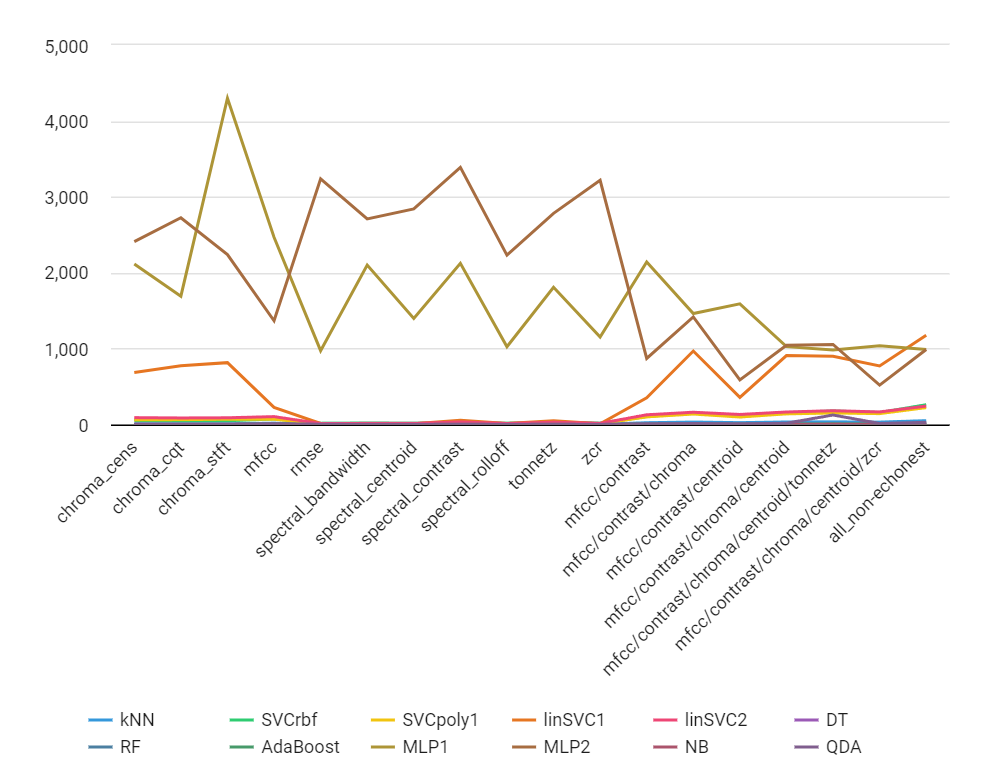 5,000
4,000
3,000
2,000
1,000
0
chroma_cens
chroma_cqt
chroma_stft
mfcc
rmse
spectral_bandwidth
spectral_centroid
spectral_contrast
spectral_rolloff
tonnetz
zcr
mfcc/contrast
mfcc/contrast/chroma
mfcc/contrast/centroid
mfcc/contrast/chroma/centroid
mfcc/contrast/chroma/centroid/tonnetz
mfcc/contrast/chroma/centroid/zcr
all_non-echonest
kNN SVCrbf SVCpoly1 linSVC1 linSVC2 DT
RF AdaBoost MLP1 MLP2 NB QDA